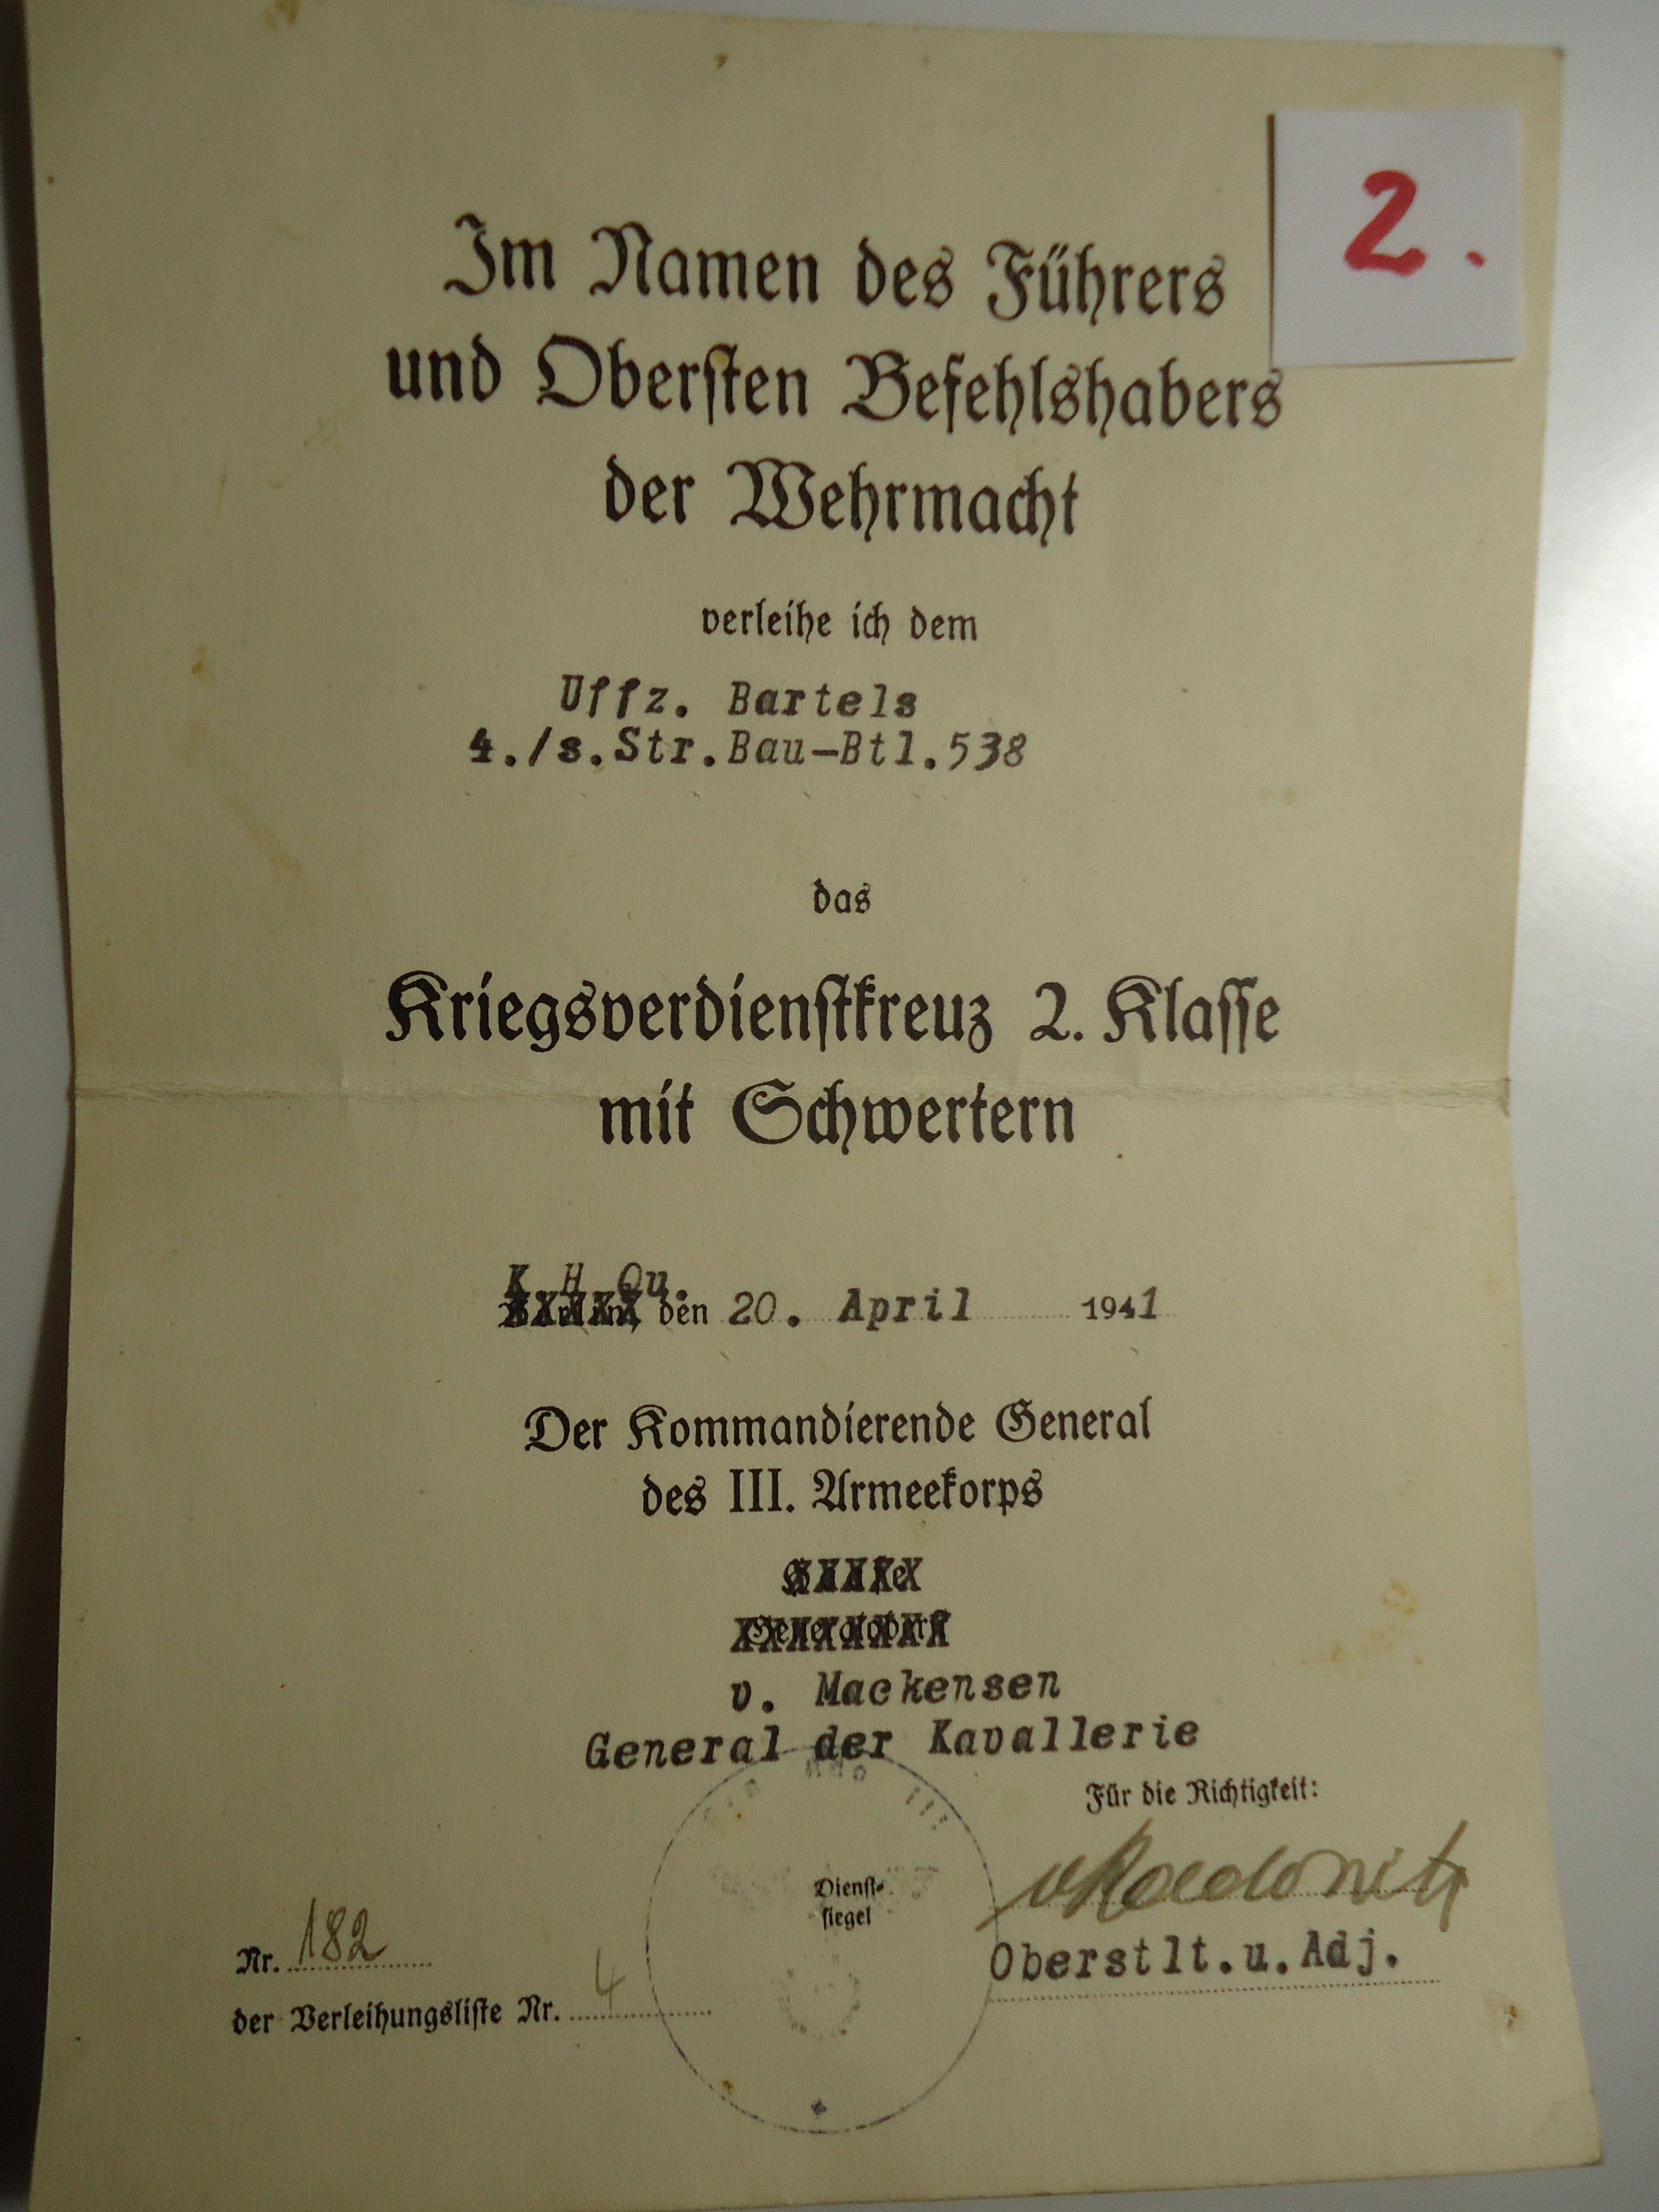 2.
Im Namen des Führers
und Obersten Befehlshabers
der Wehrmacht
verleihe ich dem
Uffz. Bartels
4./s.Str.Bau-Btl.538
das
Kriegsverdienstkreuz 2. Klasse
mit Schwertern
K H Qu.
den 20. April 1941
Der Kommandierende General
des III. Armeekorps
v. Mackensen
General der Kavallerie
Für die Richtigkeit:
Dienst-
siegel
Oberstlt.u.Adj.
Nr. 182
der Verleihungsliste Nr. 4